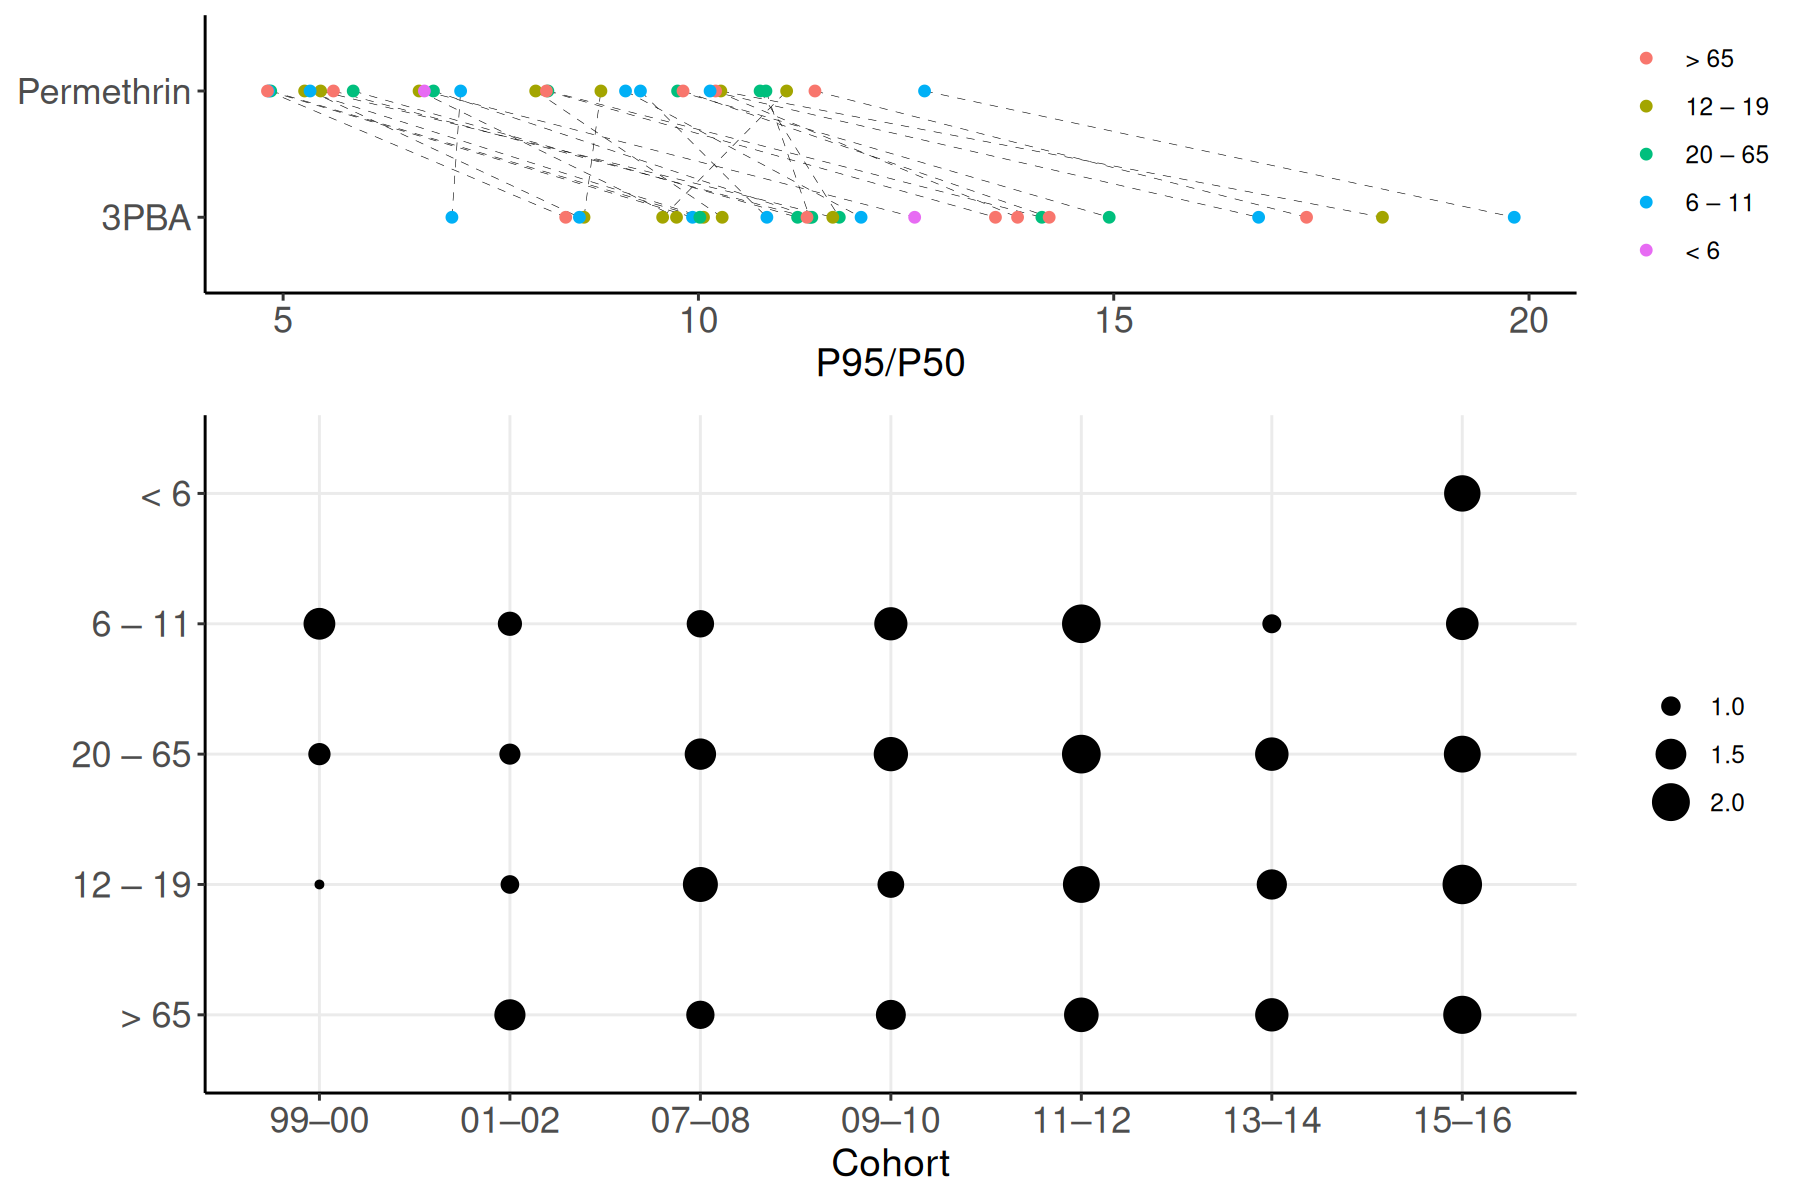 Permethrin
3PBA
5 10 15 20
P95/P50
> 65
12 – 19
20 – 65
6 – 11
< 6
< 6
6 – 11
20 – 65
12 – 19
> 65
99–00 01–02 07–08 09–10 11–12 13–14 15–16
Cohort
1.0
1.5
2.0